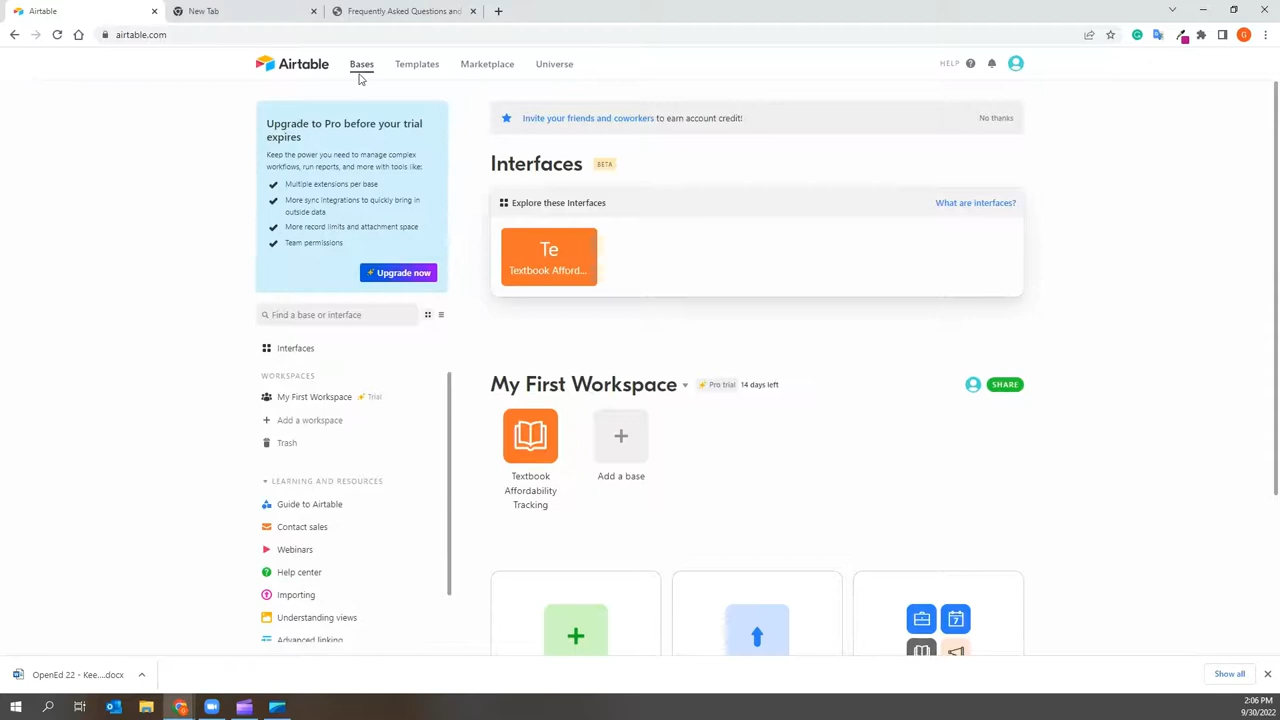 Airtable
New Tab
Frequently Asked Questions and
airtable.com
G
Airtable
Bases
Templates
Marketplace
Universe
HELP
Upgrade to Pro before your trial
expires
Keep the power you need to manage complex
workflows, run reports, and more with tools like:
Multiple extensions per base
More sync integrations to quickly bring in
outside data
More record limits and attachment space
Team permissions
Upgrade now
Find a base or interface
Interfaces
WORKSPACES
My First Workspace Trial
Add a workspace
Trash
LEARNING AND RESOURCES
Guide to Airtable
Contact sales
Webinars
Help center
Importing
Understanding views
Advanced linking
Invite your friends and coworkers to earn account credit!
No thanks
Interfaces BETA
Explore these Interfaces
What are interfaces?
Te
Textbook Afford...
My First Workspace
Pro trial 14 days left
SHARE
Textbook
Affordability
Tracking
Add a base
7
OpenEd 22 - Kee....docx
Show all
2:06 PM
9/30/2022